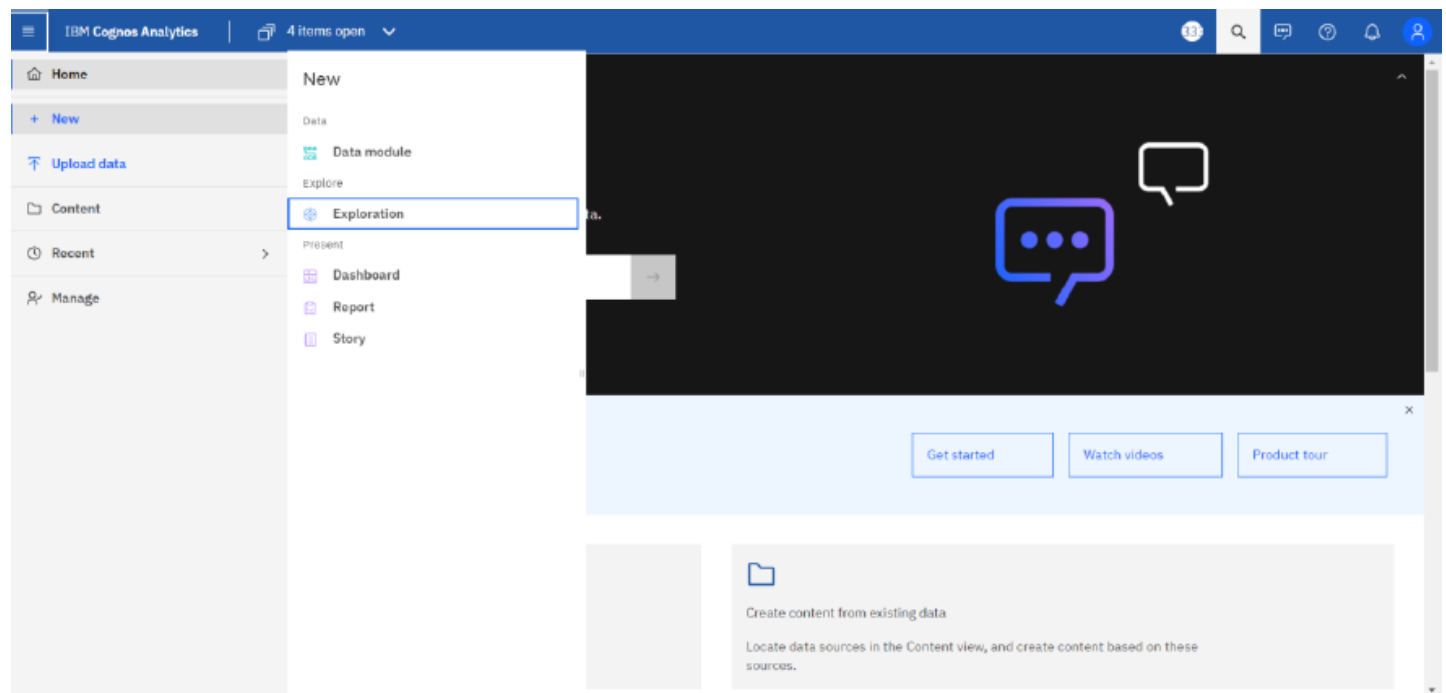 IBM Cognos Analytics
4 items open
Home
New
Upload data
Content
Recent
Manage
New
Data
Data module
Explore
Exploration
Present
Dashboard
Report
Story
ta.
Get started
Watch videos
Product tour
Create content from existing data
Locate data sources in the Content view, and create content based on these
sources.